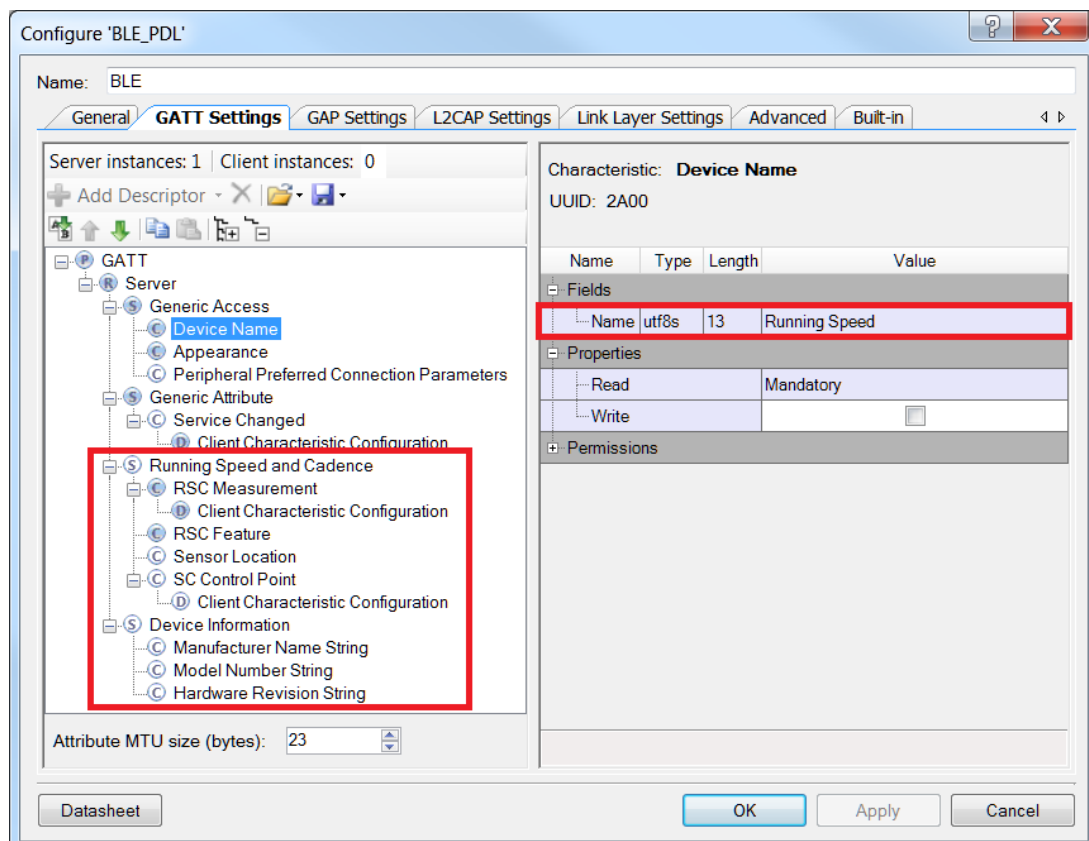 Configure 'BLE_PDL'
Name: BLE
General GATT Settings GAP Settings L2CAP Settings Link Layer Settings Advanced Built-in
Server instances: 1 Client instances: 0
Add Descriptor
GATT
Server
Generic Access
Device Name
Appearance
Peripheral Preferred Connection Parameters
Generic Attribute
Service Changed
Client Characteristic Configuration
Running Speed and Cadence
RSC Measurement
Client Characteristic Configuration
RSC Feature
Sensor Location
SC Control Point
Client Characteristic Configuration
Device Information
Manufacturer Name String
Model Number String
Hardware Revision String
Attribute MTU size (bytes): 23
Characteristic: Device Name
UUID: 2A00
Name Type Length Value
Fields
Name utf8s 13 Running Speed
Properties
Read Mandatory
Write
Permissions
Datasheet OK Apply Cancel